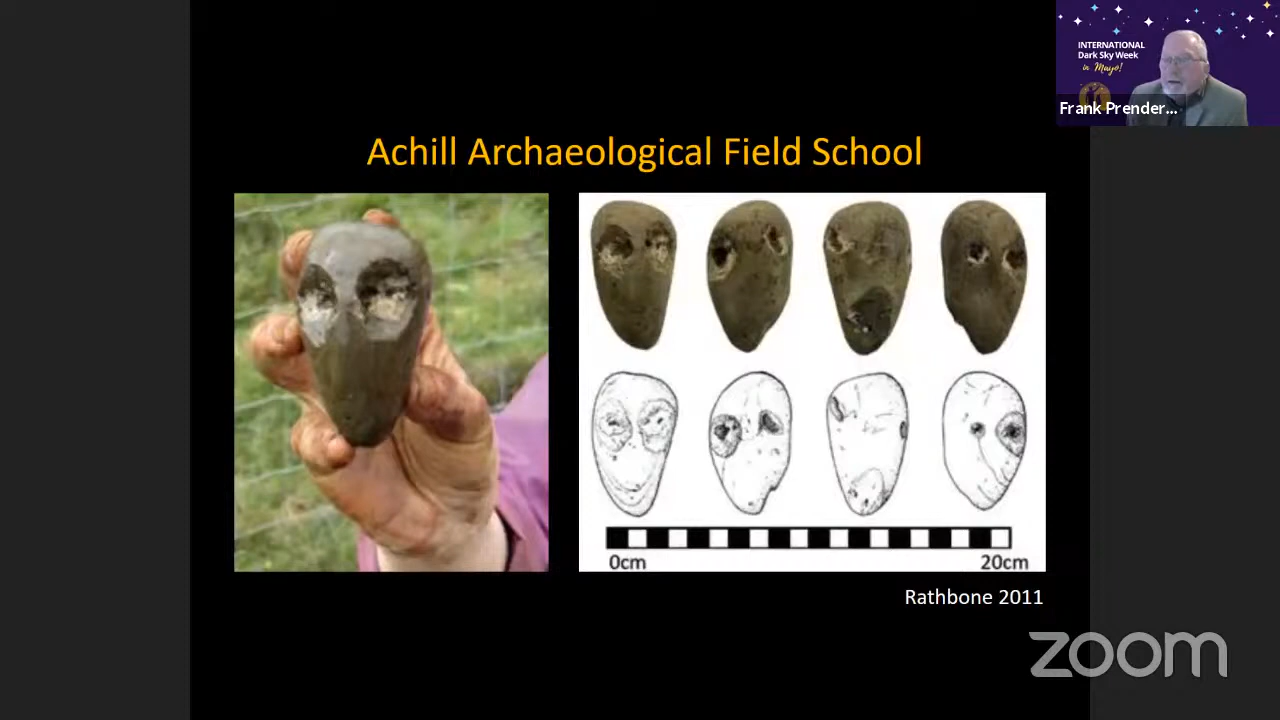 INTERNATIONAL
Dark Sky Week
in Mayo!
Frank Prender...
Achill Archaeological Field School
0cm 20cm
Rathbone 2011
zoom